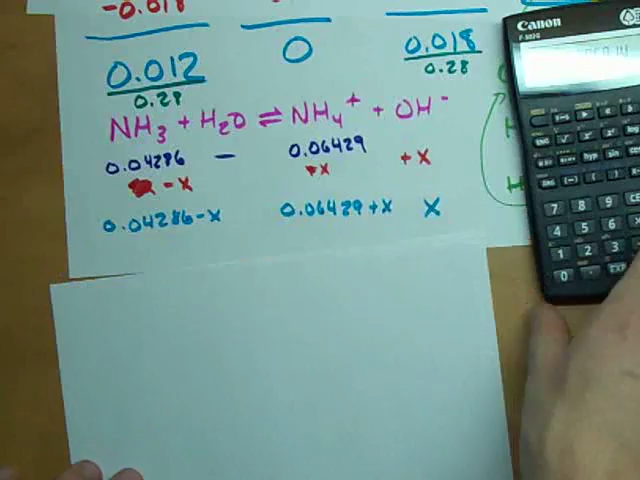 -0.018
0.012 0 0.018
0.28 0.28
NH3 + H2O ⇌ NH4+ + OH-
0.04286 — 0.06429
-x +x +x
0.04286-x 0.06429+x x
Canon
7 8 9 CE
4 5 6
1 2 3
0